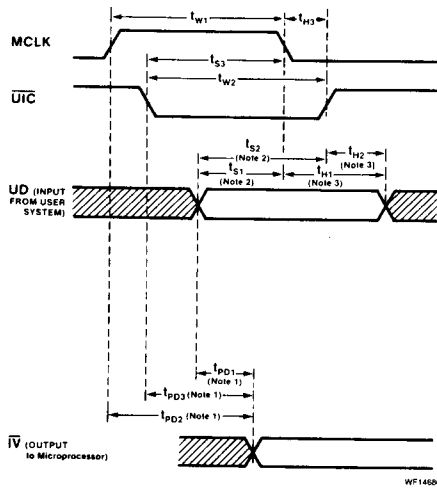 tW1
tH3
MCLK
tS3
tW2
UIC
tS2
(Note 2)
tH2
(Note 3)
tS1
(Note 2)
tH1
(Note 3)
UD (INPUT
FROM USER
SYSTEM)
tPD1
(Note 1)
tPD3 (Note 1)
tPD2 (Note 1)
IV (OUTPUT
to Microprocessor)